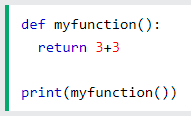 def myfunction():
  return 3+3

print(myfunction())